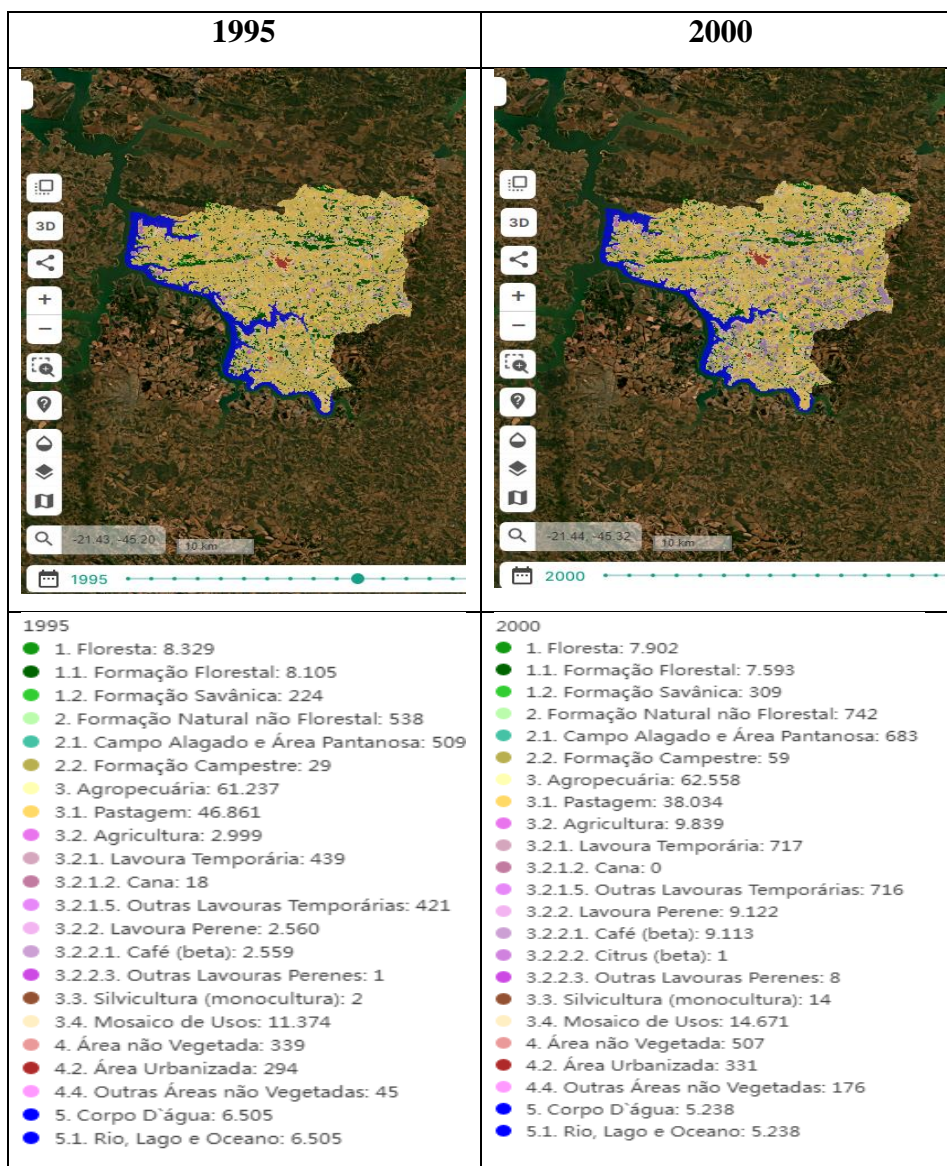 1995
2000
3D
+
−
-21.43, -45.20
10 km
1995
3D
+
−
-21.44, -45.32
10 km
2000
1995
1. Floresta: 8.329
1.1. Formação Florestal: 8.105
1.2. Formação Savânica: 224
2. Formação Natural não Florestal: 538
2.1. Campo Alagado e Área Pantanosa: 509
2.2. Formação Campestre: 29
3. Agropecuária: 61.237
3.1. Pastagem: 46.861
3.2. Agricultura: 2.999
3.2.1. Lavoura Temporária: 439
3.2.1.2. Cana: 18
3.2.1.5. Outras Lavouras Temporárias: 421
3.2.2. Lavoura Perene: 2.560
3.2.2.1. Café (beta): 2.559
3.2.2.3. Outras Lavouras Perenes: 1
3.3. Silvicultura (monocultura): 2
3.4. Mosaico de Usos: 11.374
4. Área não Vegetada: 339
4.2. Área Urbanizada: 294
4.4. Outras Áreas não Vegetadas: 45
5. Corpo D`água: 6.505
5.1. Rio, Lago e Oceano: 6.505
2000
1. Floresta: 7.902
1.1. Formação Florestal: 7.593
1.2. Formação Savânica: 309
2. Formação Natural não Florestal: 742
2.1. Campo Alagado e Área Pantanosa: 683
2.2. Formação Campestre: 59
3. Agropecuária: 62.558
3.1. Pastagem: 38.034
3.2. Agricultura: 9.839
3.2.1. Lavoura Temporária: 717
3.2.1.2. Cana: 0
3.2.1.5. Outras Lavouras Temporárias: 716
3.2.2. Lavoura Perene: 9.122
3.2.2.1. Café (beta): 9.113
3.2.2.2. Citrus (beta): 1
3.2.2.3. Outras Lavouras Perenes: 8
3.3. Silvicultura (monocultura): 14
3.4. Mosaico de Usos: 14.671
4. Área não Vegetada: 507
4.2. Área Urbanizada: 331
4.4. Outras Áreas não Vegetadas: 176
5. Corpo D`água: 5.238
5.1. Rio, Lago e Oceano: 5.238